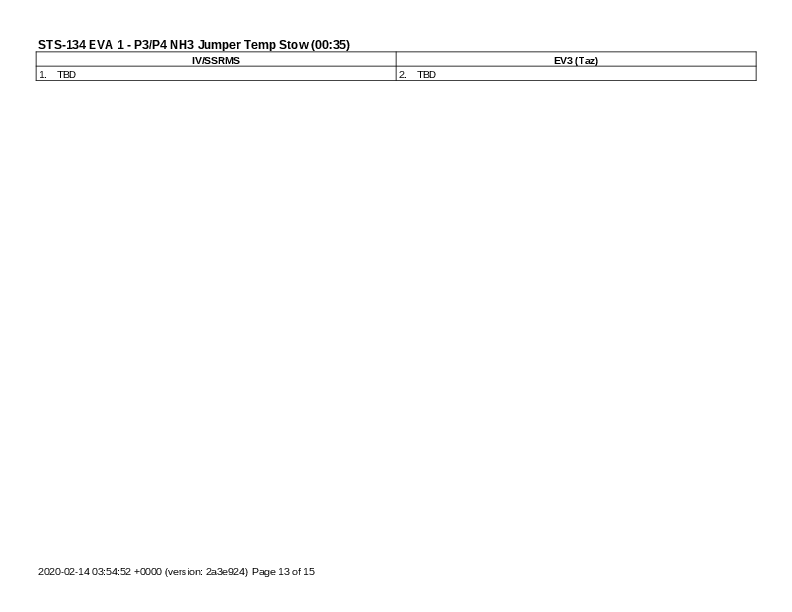 STS-134 EVA 1 - P3/P4 NH3 Jumper Temp Stow (00:35)
IV/SSRMS EV3 (Taz)
1. TBD 2. TBD
2020-02-14 03:54:52 +0000 (version: 2a3e924) Page 13 of 15